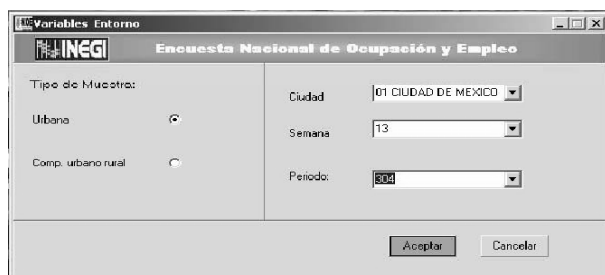 Variables Entorno
INEGI
Encuesta Nacional de Ocupación y Empleo
Tipo de Muestra:
Urbana
Comp. urbano rural
Ciudad
01 CIUDAD DE MEXICO
Semana
13
Periodo:
304
Aceptar
Cancelar